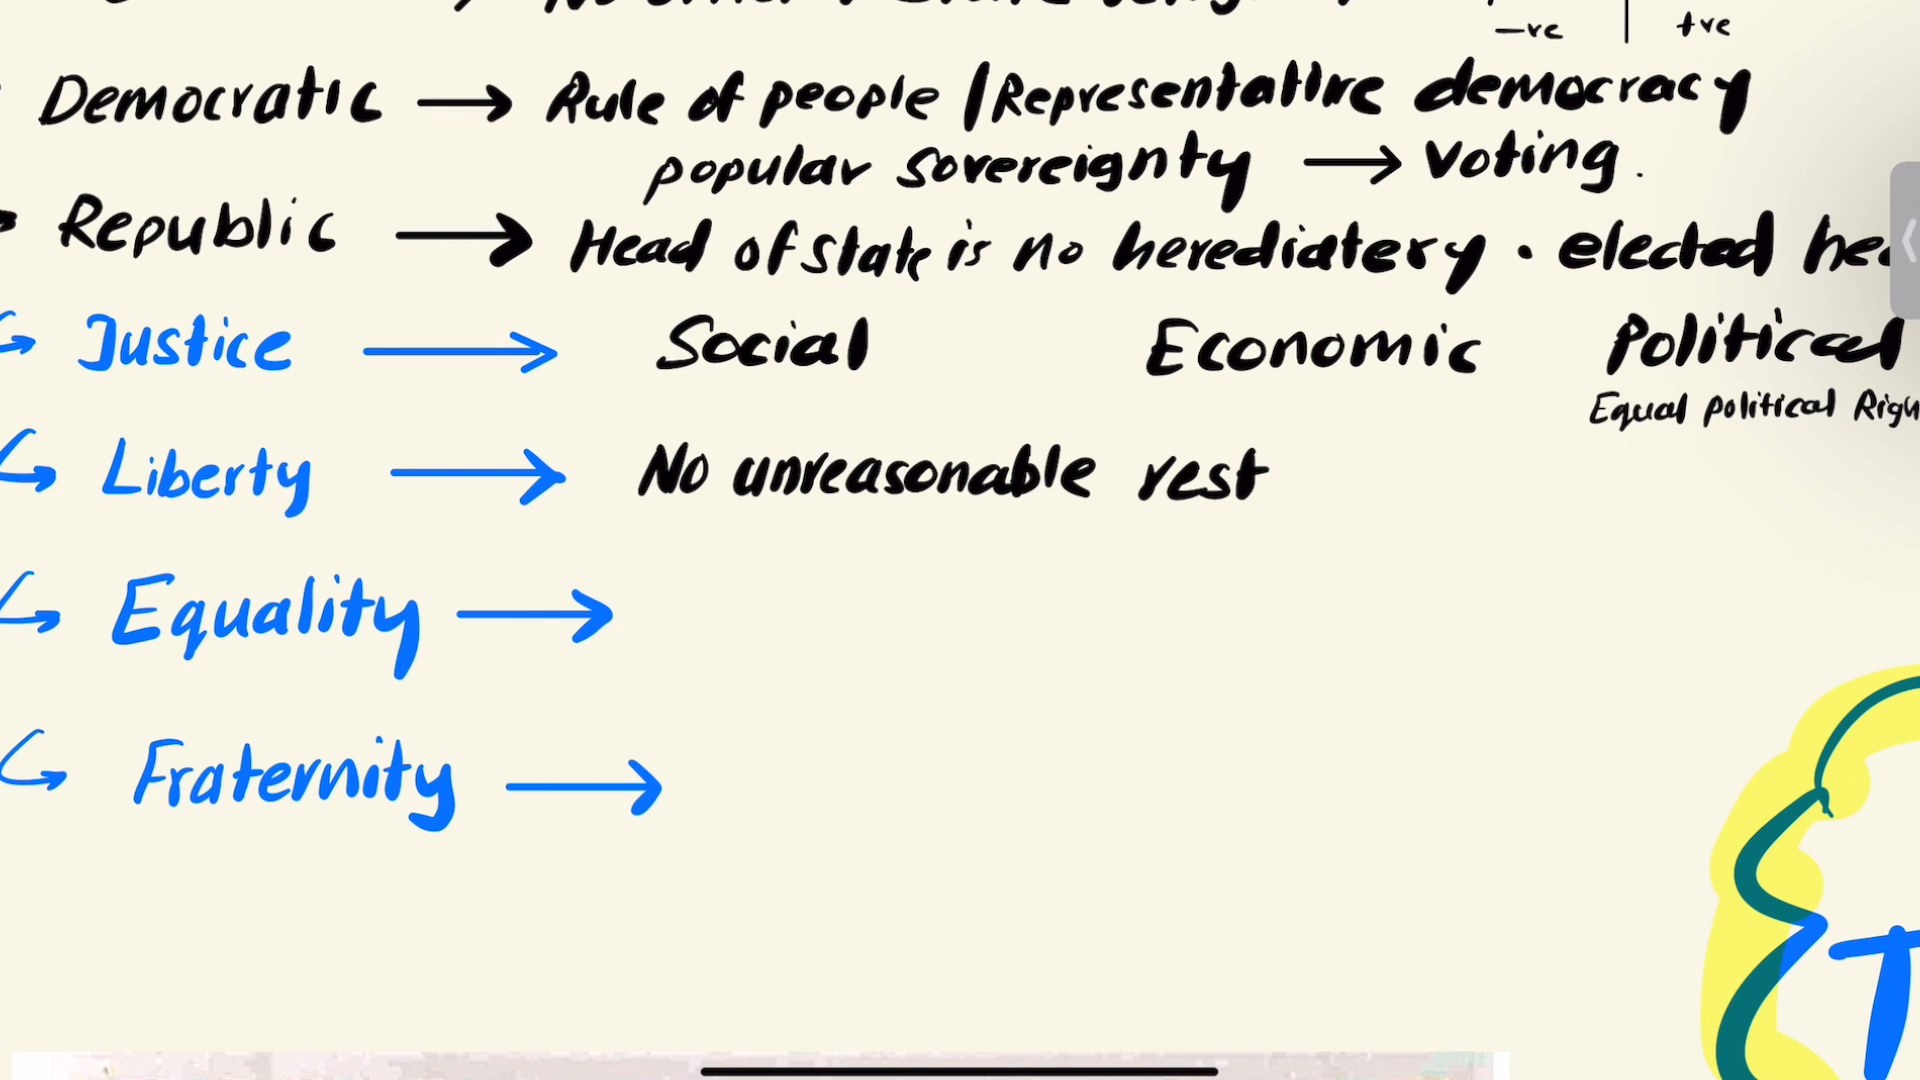 -ve | +ve
Democratic → Rule of people / Representative democracy
popular sovereignty → voting.
Republic → Head of state is no herediatery . elected
Justice → Social Economic Political
Equal political
Liberty → No unreasonable rest
Equality →
Fraternity →
T